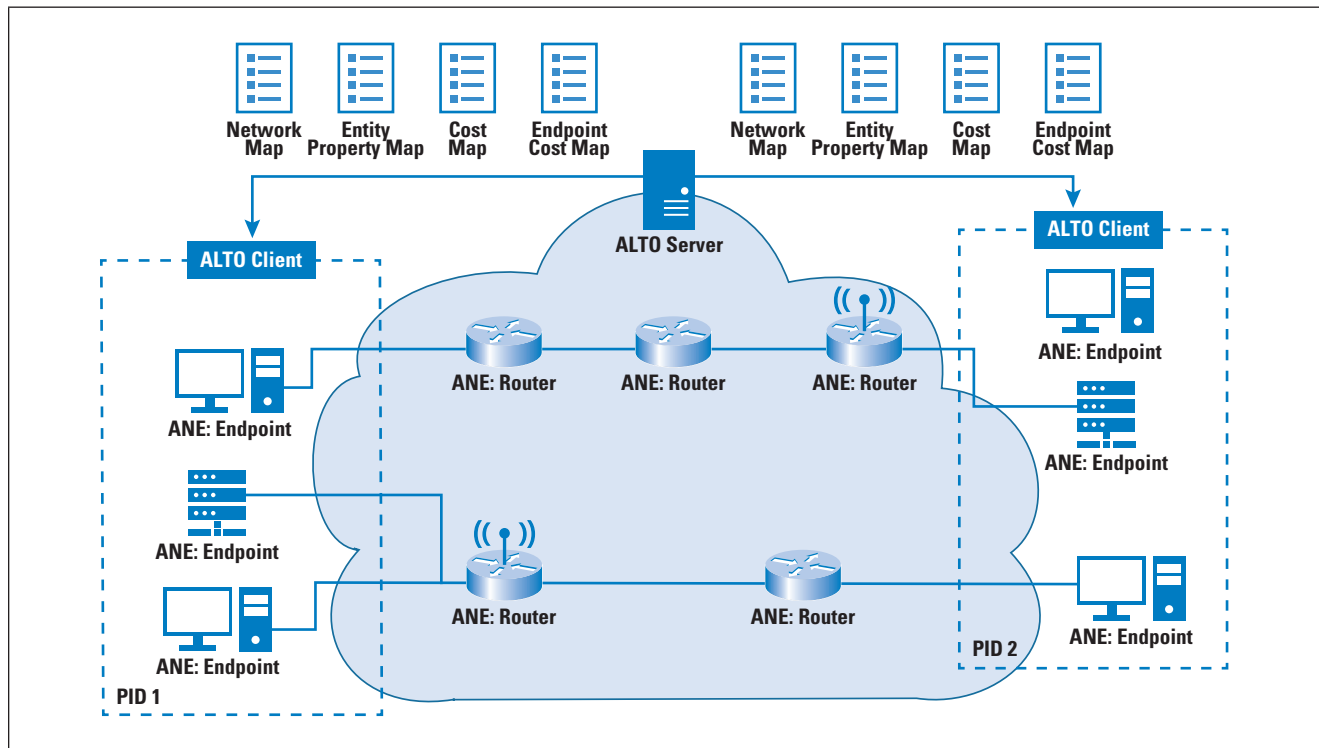 Network
Map
Entity
Property Map
Cost
Map
Endpoint
Cost Map
Network
Map
Entity
Property Map
Cost
Map
Endpoint
Cost Map
ALTO Server
ALTO Client
ALTO Client
ANE: Endpoint
ANE: Router
ANE: Router
ANE: Router
ANE: Endpoint
ANE: Endpoint
ANE: Endpoint
ANE: Router
ANE: Router
ANE: Endpoint
ANE: Endpoint
PID 2
PID 1